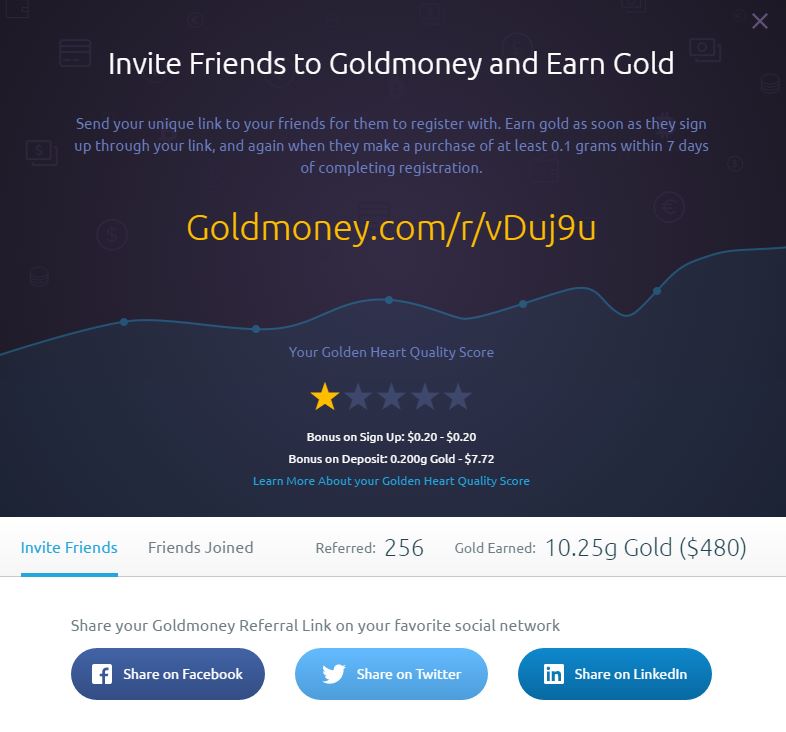 Invite Friends to Goldmoney and Earn Gold
Send your unique link to your friends for them to register with. Earn gold as soon as they sign
up through your link, and again when they make a purchase of at least 0.1 grams within 7 days
of completing registration.
Goldmoney.com/r/vDuj9u
Your Golden Heart Quality Score
Bonus on Sign Up: $0.20 - $0.20
Bonus on Deposit: 0.200g Gold - $7.72
Learn More About your Golden Heart Quality Score
Invite Friends Friends Joined Referred: 256 Gold Earned: 10.25g Gold ($480)
Share your Goldmoney Referral Link on your favorite social network
Share on Facebook Share on Twitter Share on LinkedIn